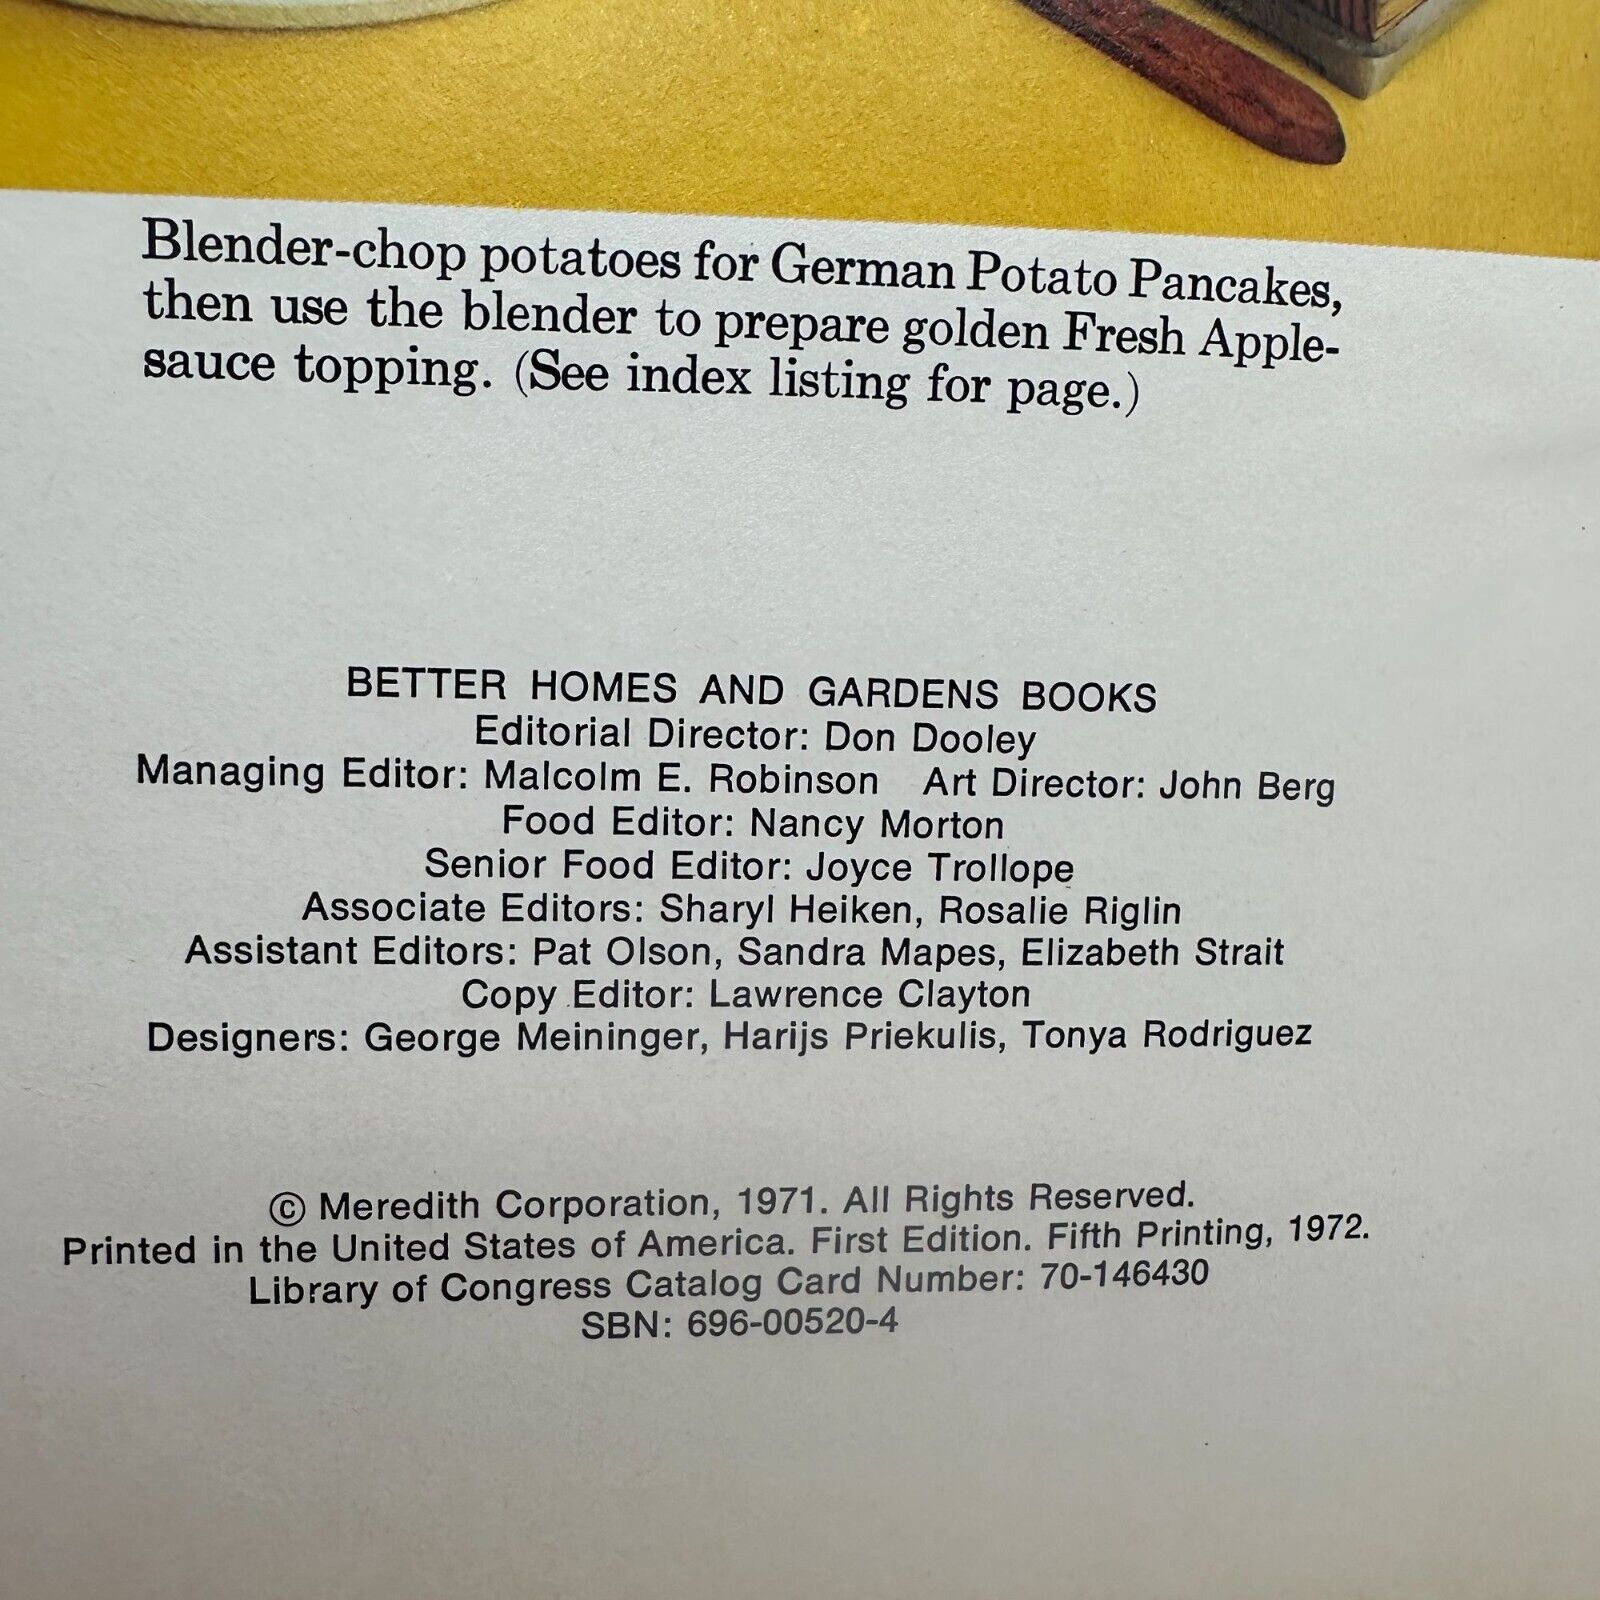 Blender-chop potatoes for German Potato Pancakes,
then use the blender to prepare golden Fresh Apple-
sauce topping. (See index listing for page.)
BETTER HOMES AND GARDENS BOOKS
Editorial Director: Don Dooley
Managing Editor: Malcolm E. Robinson Art Director: John Berg
Food Editor: Nancy Morton
Senior Food Editor: Joyce Trollope
Associate Editors: Sharyl Heiken, Rosalie Riglin
Assistant Editors: Pat Olson, Sandra Mapes, Elizabeth Strait
Copy Editor: Lawrence Clayton
Designers: George Meininger, Harijs Priekulis, Tonya Rodriguez
© Meredith Corporation, 1971. All Rights Reserved.
Printed in the United States of America. First Edition. Fifth Printing, 1972.
Library of Congress Catalog Card Number: 70-146430
SBN: 696-00520-4